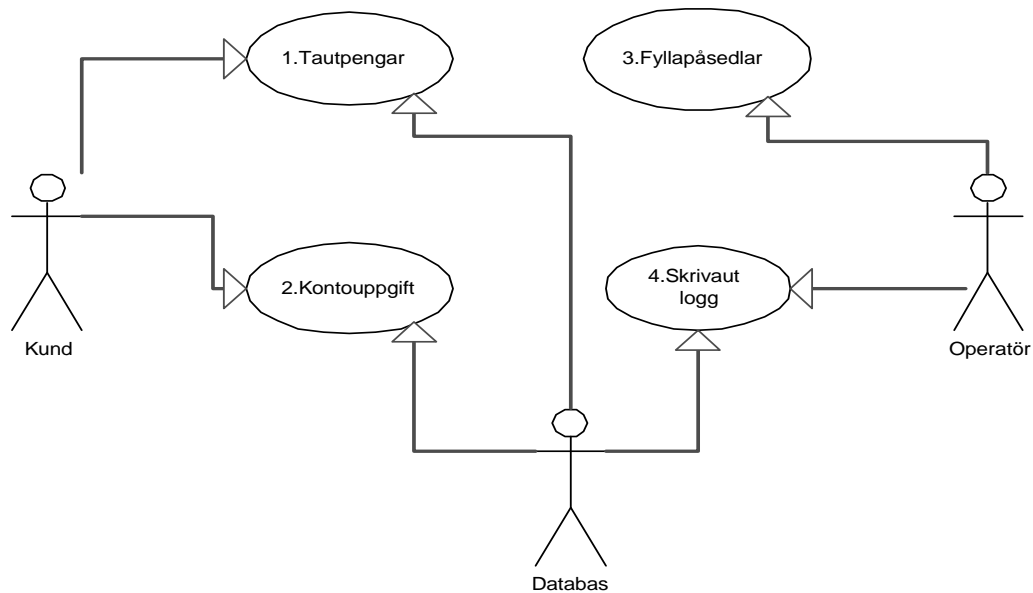 1.Tautpengar
3.Fyllapåsedlar
2.Kontouppgift
4.Skrivaut
logg
Kund
Operatör
Databas